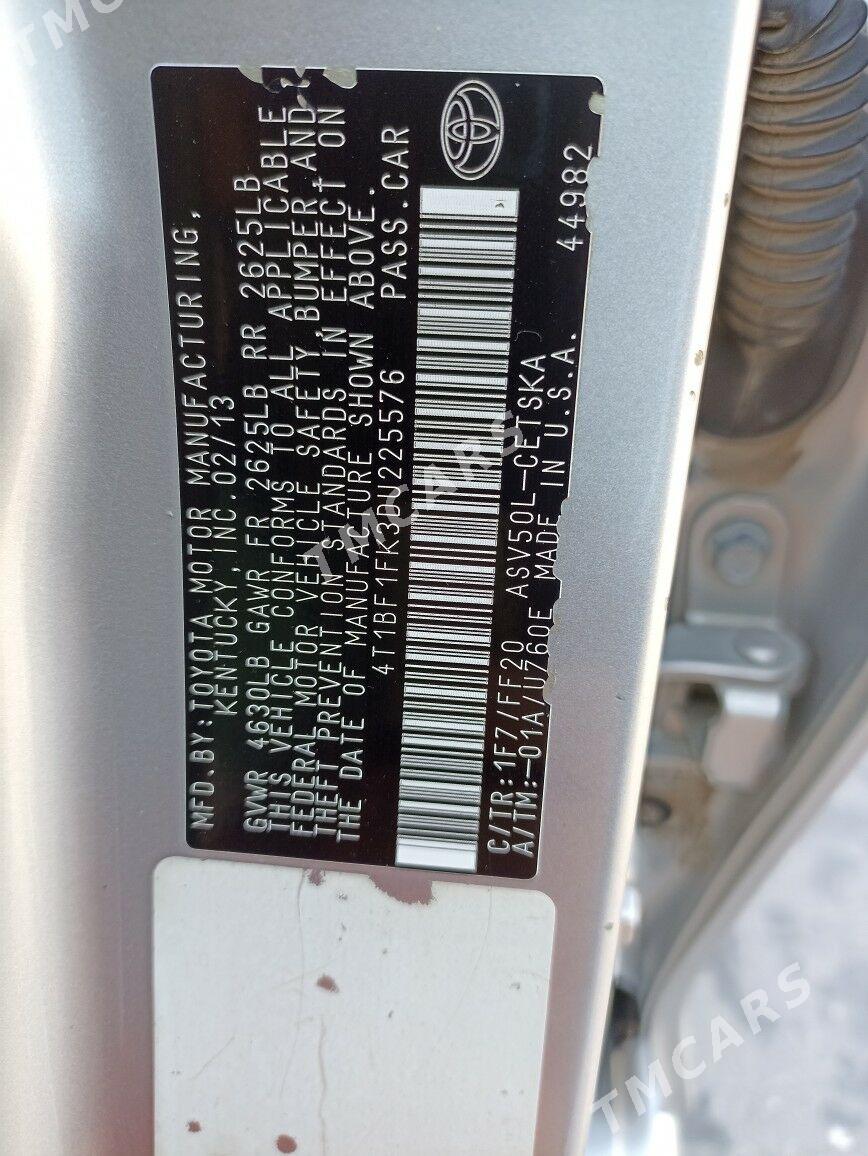 MFD.BY:TOYOTA MOTOR MANUFACTURING,
KENTUCKY, INC. 02/13
GVWR 4630LB GAWR FR 2625LB RR 2625LB
THIS VEHICLE CONFORMS TO ALL APPLICABLE
FEDERAL MOTOR VEHICLE SAFETY, BUMPER, AND
THEFT PREVENTION STANDARDS IN EFFECT ON
THE DATE OF MANUFACTURE SHOWN ABOVE.
PASS.CAR
C/TR:1F7/FF20 ASV50L-CETSKA
A/TM:-01A/U760E MADE IN U.S.A.
44982
TMCARS
TMCARS